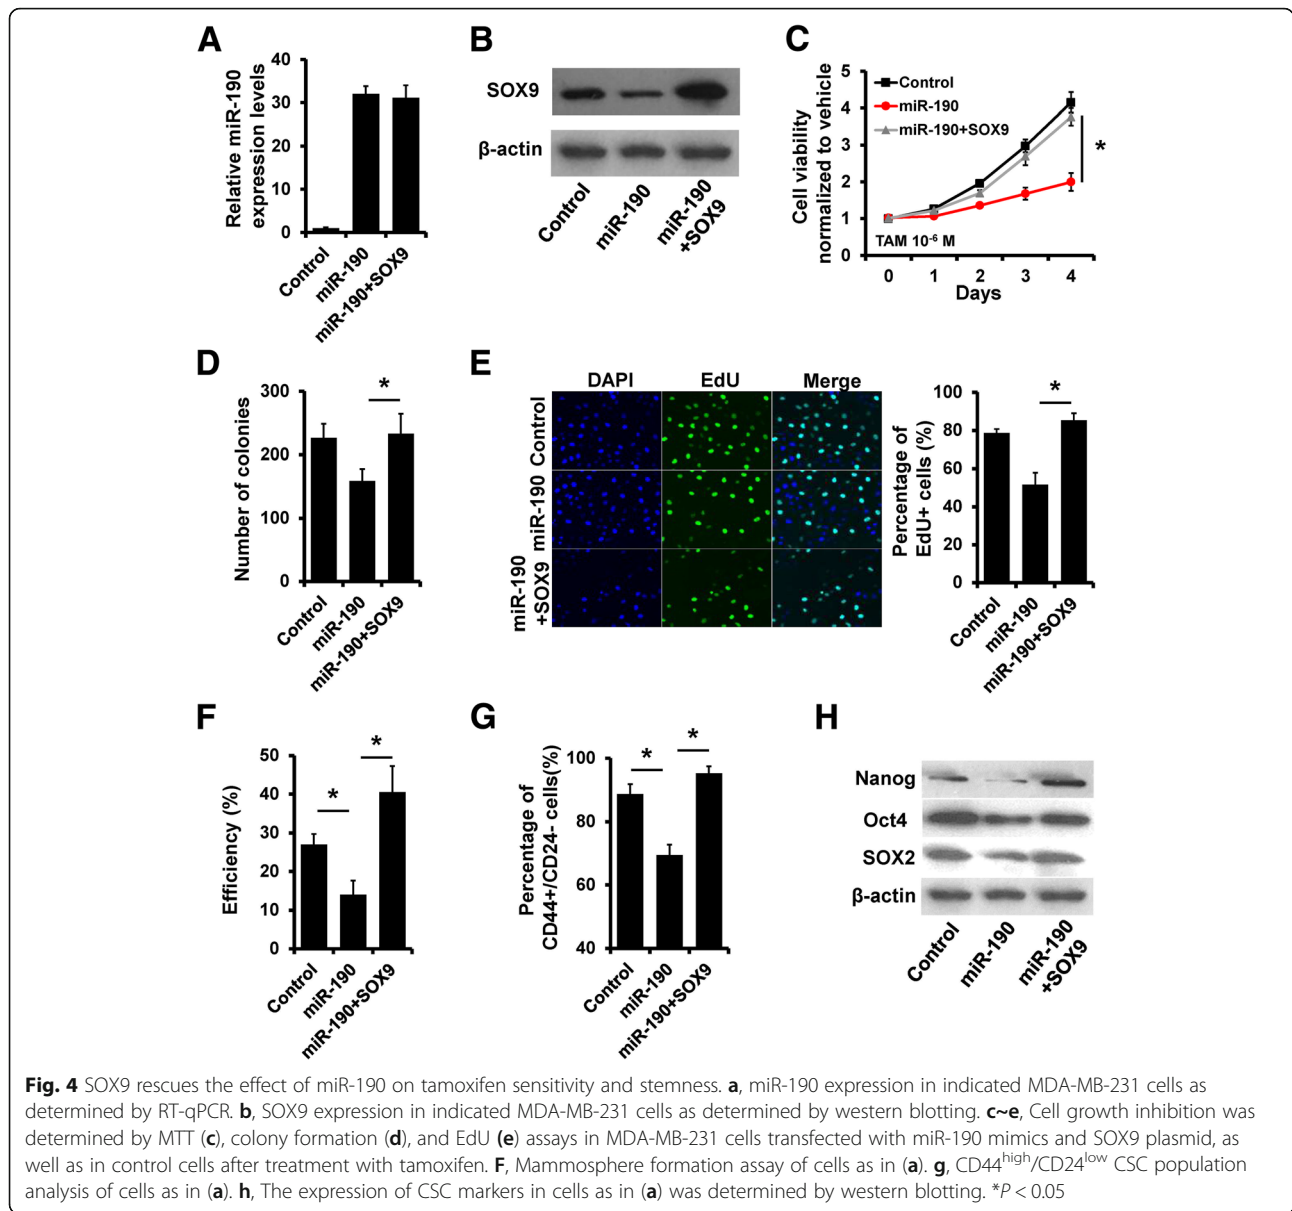 A
Relative miR-190
expression levels
40
30
20
10
0
Control
miR-190
miR-190+SOX9
B
SOX9
β-actin
Control
miR-190
miR-190
+SOX9
C
Cell viability
normalized to vehicle
5
4
3
2
1
0
Control
miR-190
miR-190+SOX9
*
TAM 10⁻⁶ M
0 1 2 3 4
Days
D
Number of colonies
300
200
100
0
*
Control
miR-190
miR-190+SOX9
E
DAPI EdU Merge
Control
miR-190
miR-190
+SOX9
Percentage of
EdU+ cells (%)
100
80
60
40
20
0
*
Control
miR-190
miR-190+SOX9
F
Efficiency (%)
50
40
30
20
10
0
*
*
Control
miR-190
miR-190+SOX9
G
Percentage of
CD44+/CD24- cells(%)
100
80
60
40
*
*
Control
miR-190
miR-190+SOX9
H
Nanog
Oct4
SOX2
β-actin
Control
miR-190
miR-190
+SOX9
Fig. 4 SOX9 rescues the effect of miR-190 on tamoxifen sensitivity and stemness. a, miR-190 expression in indicated MDA-MB-231 cells as
determined by RT-qPCR. b, SOX9 expression in indicated MDA-MB-231 cells as determined by western blotting. c~e, Cell growth inhibition was
determined by MTT (c), colony formation (d), and EdU (e) assays in MDA-MB-231 cells transfected with miR-190 mimics and SOX9 plasmid, as
well as in control cells after treatment with tamoxifen. F, Mammosphere formation assay of cells as in (a). g, CD44high/CD24low CSC population
analysis of cells as in (a). h, The expression of CSC markers in cells as in (a) was determined by western blotting. *P < 0.05